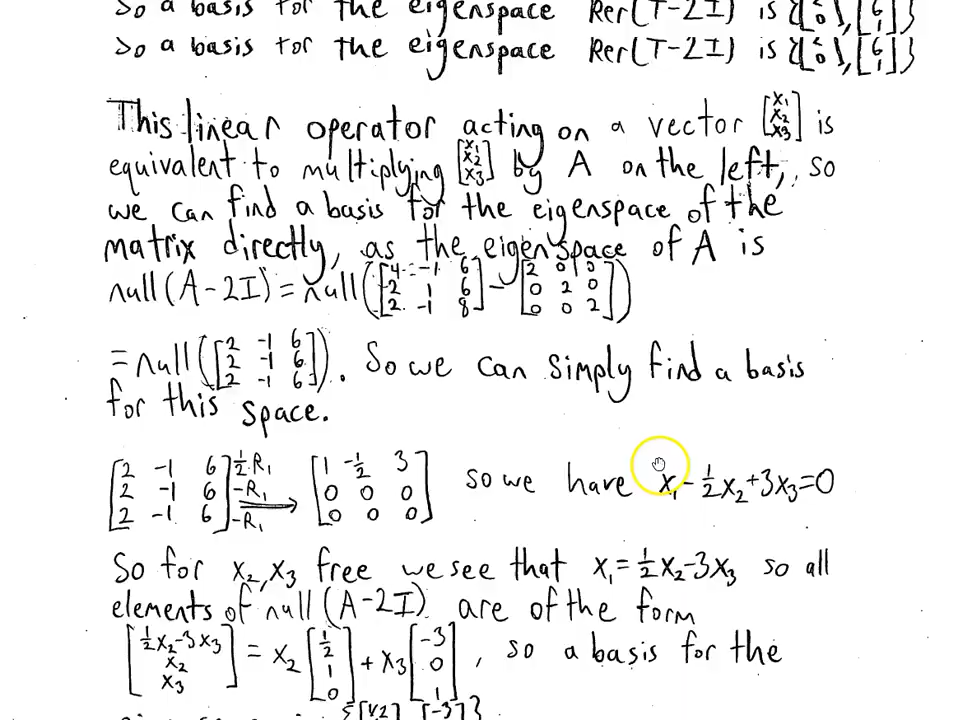 So a basis for the eigenspace Ker(T-2I) is
So a basis for the eigenspace Ker(T-2I) is
This linear operator acting on a vector [x1 x2 x3] is
equivalent to multiplying [x1 x2 x3] by A on the left, so
we can find a basis for the eigenspace of the
matrix directly, as the eigenspace of A is
null(A-2I) = null([4 -1 6; 2 1 6; 2 -1 8] - [2 0 0; 0 2 0; 0 0 2])
= null([2 -1 6; 2 -1 6; 2 -1 6]). So we can simply find a basis
for this space.
[2 -1 6; 2 -1 6; 2 -1 6] ½R1 -R1 -R1 → [1 -½ 3; 0 0 0; 0 0 0] so we have x1-½x2+3x3=0
So for x2,x3 free we see that x1=½x2-3x3 so all
elements of null(A-2I) are of the form
[½x2-3x3; x2; x3] = x2[½; 1; 0] + x3[-3; 0; 1], so a basis for the